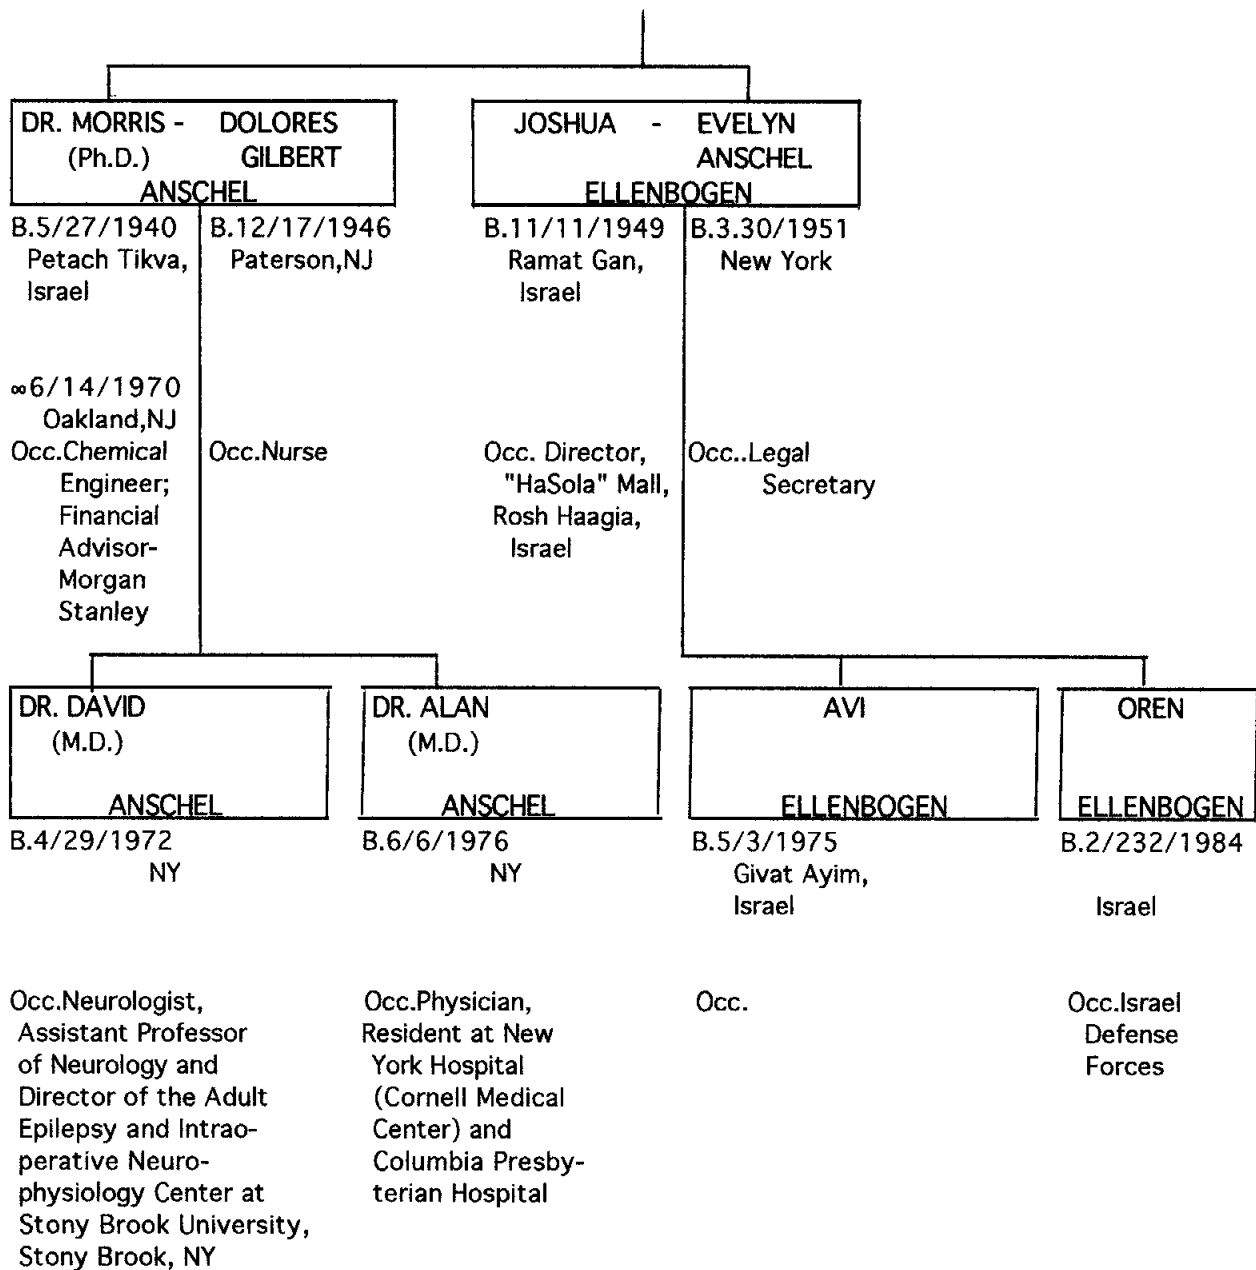 DR. MORRIS - DOLORES
(Ph.D.) GILBERT
ANSCHEL
B.5/27/1940 B.12/17/1946
Petach Tikva, Paterson,NJ
Israel
∞6/14/1970
Oakland,NJ
Occ.Chemical Occ.Nurse
Engineer;
Financial
Advisor-
Morgan
Stanley
JOSHUA - EVELYN
ANSCHEL
ELLENBOGEN
B.11/11/1949 B.3.30/1951
Ramat Gan, New York
Israel
Occ. Director, Occ..Legal
"HaSola" Mall, Secretary
Rosh Haagia,
Israel
DR. DAVID
(M.D.)
ANSCHEL
B.4/29/1972
NY
Occ.Neurologist,
Assistant Professor
of Neurology and
Director of the Adult
Epilepsy and Intrao-
perative Neuro-
physiology Center at
Stony Brook University,
Stony Brook, NY
DR. ALAN
(M.D.)
ANSCHEL
B.6/6/1976
NY
Occ.Physician,
Resident at New
York Hospital
(Cornell Medical
Center) and
Columbia Presby-
terian Hospital
AVI
ELLENBOGEN
B.5/3/1975
Givat Ayim,
Israel
Occ.
OREN
ELLENBOGEN
B.2/232/1984
Israel
Occ.Israel
Defense
Forces